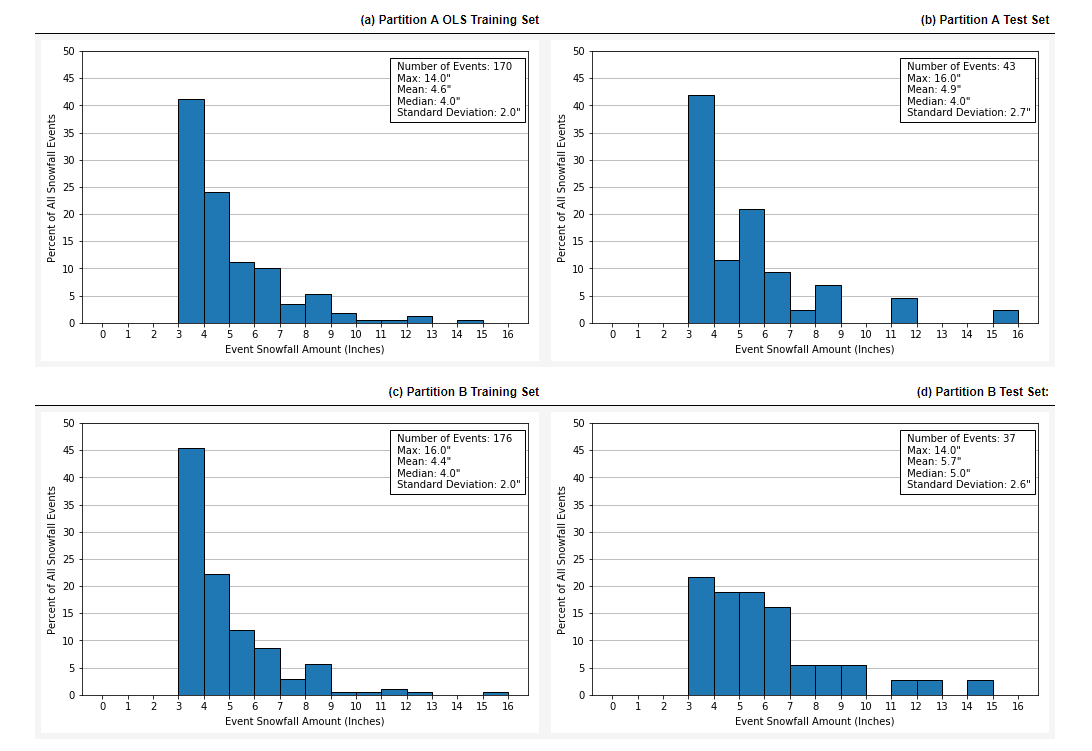 (a) Partition A OLS Training Set
(b) Partition A Test Set
50
45
40
35
30
25
20
15
10
5
0
Percent of All Snowfall Events
Number of Events: 170
Max: 14.0"
Mean: 4.6"
Median: 4.0"
Standard Deviation: 2.0"
0 1 2 3 4 5 6 7 8 9 10 11 12 13 14 15 16
Event Snowfall Amount (Inches)
50
45
40
35
30
25
20
15
10
5
0
Percent of All Snowfall Events
Number of Events: 43
Max: 16.0"
Mean: 4.9"
Median: 4.0"
Standard Deviation: 2.7"
0 1 2 3 4 5 6 7 8 9 10 11 12 13 14 15 16
Event Snowfall Amount (Inches)
(c) Partition B Training Set
(d) Partition B Test Set:
50
45
40
35
30
25
20
15
10
5
0
Percent of All Snowfall Events
Number of Events: 176
Max: 16.0"
Mean: 4.4"
Median: 4.0"
Standard Deviation: 2.0"
0 1 2 3 4 5 6 7 8 9 10 11 12 13 14 15 16
Event Snowfall Amount (Inches)
50
45
40
35
30
25
20
15
10
5
0
Percent of All Snowfall Events
Number of Events: 37
Max: 14.0"
Mean: 5.7"
Median: 5.0"
Standard Deviation: 2.6"
0 1 2 3 4 5 6 7 8 9 10 11 12 13 14 15 16
Event Snowfall Amount (Inches)